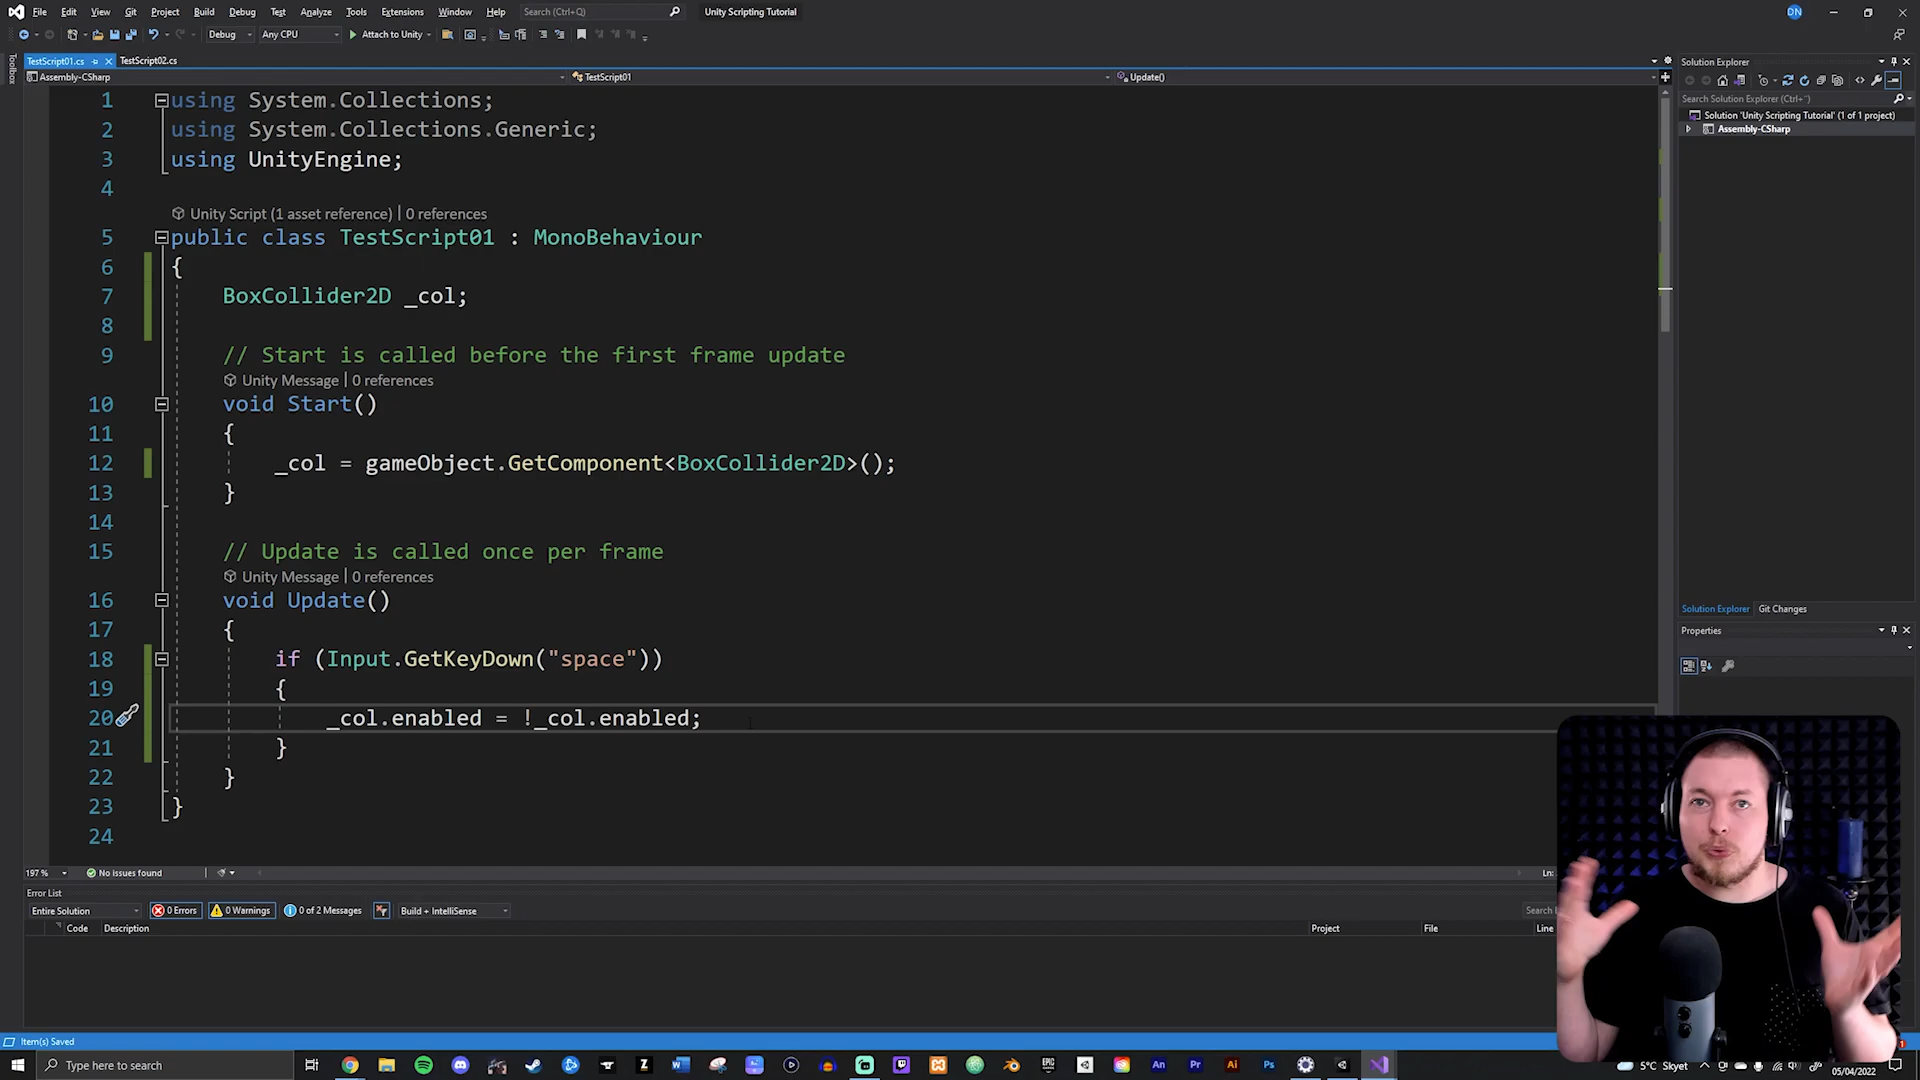 File Edit View Git Project Build Debug Test Analyze Tools Extensions Window Help Search (Ctrl+Q) Unity Scripting Tutorial DN
Debug Any CPU Attach to Unity
Toolbox
TestScript01.cs TestScript02.cs
Assembly-CSharp TestScript01 Update()
1 using System.Collections;
2 using System.Collections.Generic;
3 using UnityEngine;
4
Unity Script (1 asset reference) | 0 references
5 public class TestScript01 : MonoBehaviour
6 {
7 BoxCollider2D _col;
8
9 // Start is called before the first frame update
Unity Message | 0 references
10 void Start()
11 {
12 _col = gameObject.GetComponent<BoxCollider2D>();
13 }
14
15 // Update is called once per frame
Unity Message | 0 references
16 void Update()
17 {
18 if (Input.GetKeyDown("space"))
19 {
20 _col.enabled = !_col.enabled;
21 }
22 }
23 }
24
197 % No issues found Ln:
Error List
Entire Solution 0 Errors 0 Warnings 0 of 2 Messages Build + IntelliSense Search
Code Description Project File Line
Item(s) Saved
Solution Explorer
Search Solution Explorer (Ctrl+¨)
Solution 'Unity Scripting Tutorial' (1 of 1 project)
Assembly-CSharp
Solution Explorer Git Changes
Properties
Type here to search
Z
EPIC
An Pr Ai Ps
5°C Skyet
05/04/2022